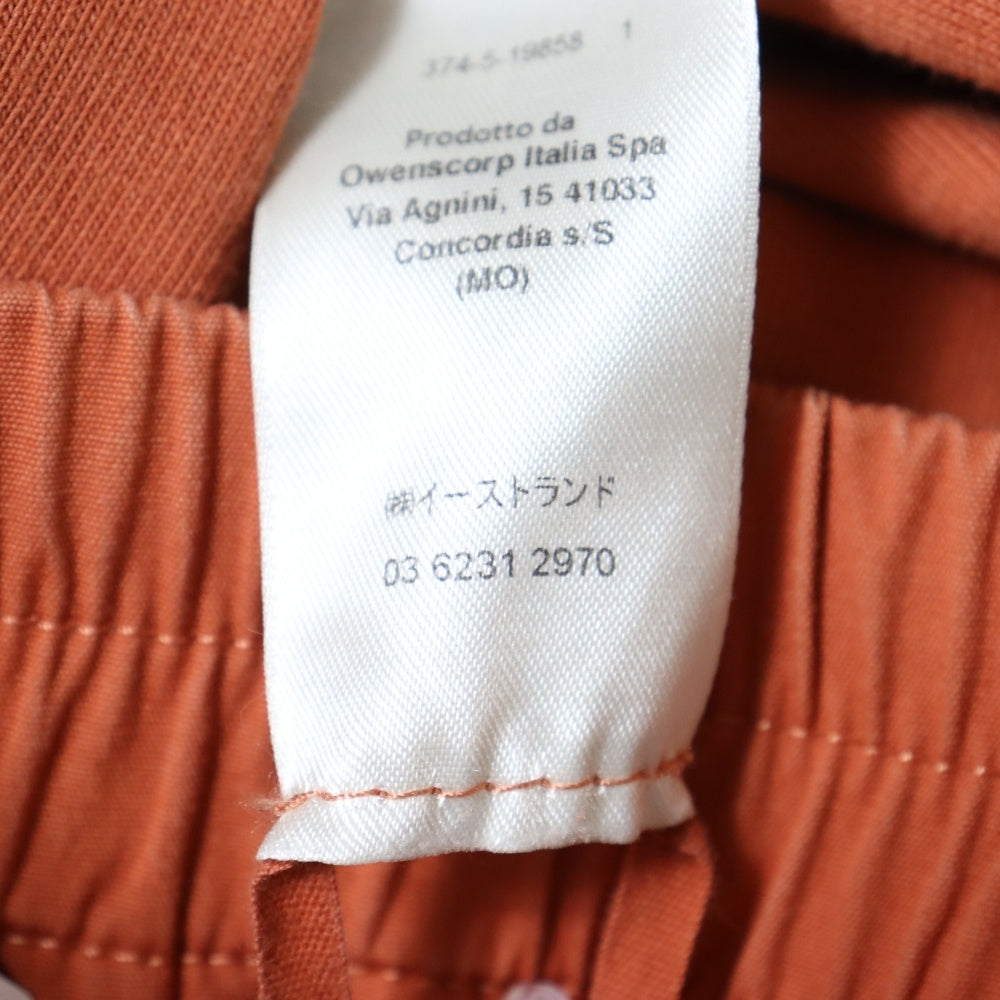 374-5-19858 1
Prodotto da
Owenscorp Italia Spa
Via Agnini, 15 41033
Concordia s/S
(MO)
㈱イーストランド
03 6231 2970